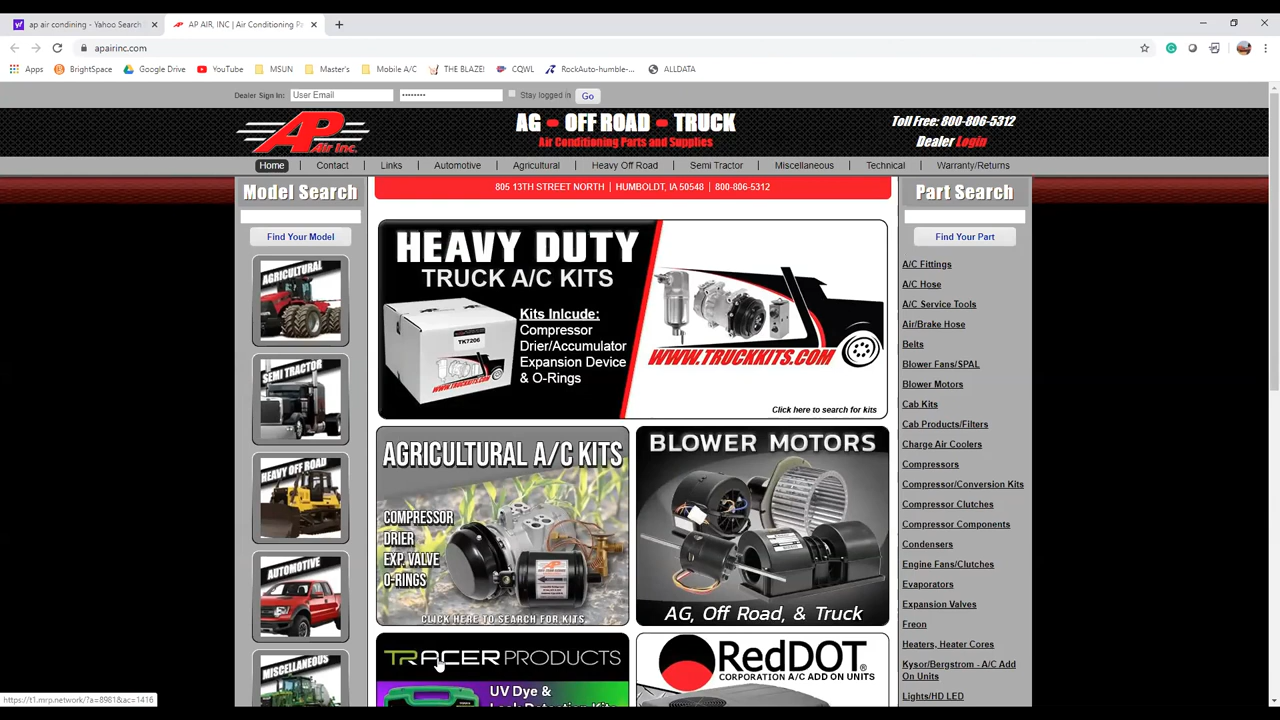 ap air condining - Yahoo Search
AP AIR, INC | Air Conditioning Pa
apairinc.com
Apps
BrightSpace
Google Drive
YouTube
MSUN
Master's
Mobile A/C
THE BLAZE!
CQWL
RockAuto-humble-...
ALLDATA
Dealer Sign In:
User Email
Stay logged in
Go
AP
Air Inc.
AG - OFF ROAD - TRUCK
Air Conditioning Parts and Supplies
Toll Free: 800-806-5312
Dealer Login
Home | Contact | Links | Automotive | Agricultural | Heavy Off Road | Semi Tractor | Miscellaneous | Technical | Warranty/Returns
Model Search
Find Your Model
AGRICULTURAL
SEMI TRACTOR
HEAVY OFF ROAD
AUTOMOTIVE
MISCELLANEOUS
805 13TH STREET NORTH | HUMBOLDT, IA 50548 | 800-806-5312
HEAVY DUTY
TRUCK A/C KITS
Kits Inlcude:
Compressor
Drier/Accumulator
Expansion Device
& O-Rings
TK7206
WWW.TRUCKKITS.COM
Click here to search for kits
AGRICULTURAL A/C KITS
COMPRESSOR
DRIER
EXP. VALVE
O-RINGS
CLICK HERE TO SEARCH FOR KITS
BLOWER MOTORS
AG, Off Road, & Truck
TRACERPRODUCTS
UV Dye &
Leak Detection Kits
RedDOT
CORPORATION A/C ADD ON UNITS
Part Search
Find Your Part
A/C Fittings
A/C Hose
A/C Service Tools
Air/Brake Hose
Belts
Blower Fans/SPAL
Blower Motors
Cab Kits
Cab Products/Filters
Charge Air Coolers
Compressors
Compressor/Conversion Kits
Compressor Clutches
Compressor Components
Condensers
Engine Fans/Clutches
Evaporators
Expansion Valves
Freon
Heaters, Heater Cores
Kysor/Bergstrom - A/C Add
On Units
Lights/HD LED
https://t1.mrp.network/?a=8981&ac=1416